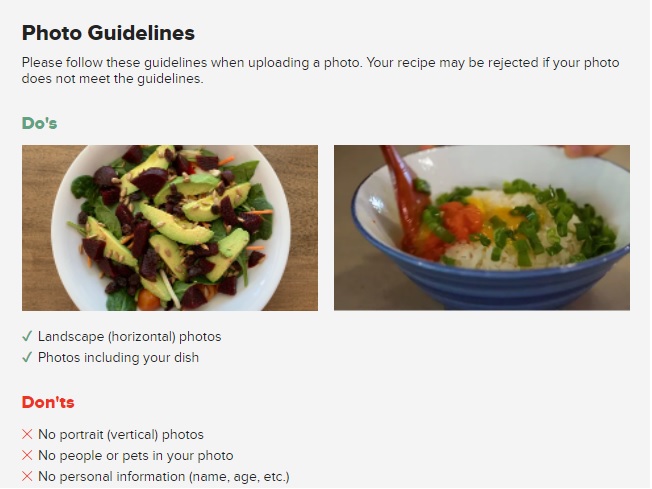 Photo Guidelines
Please follow these guidelines when uploading a photo. Your recipe may be rejected if your photo
does not meet the guidelines.
Do's
✓ Landscape (horizontal) photos
✓ Photos including your dish
Don'ts
✕ No portrait (vertical) photos
✕ No people or pets in your photo
✕ No personal information (name, age, etc.)